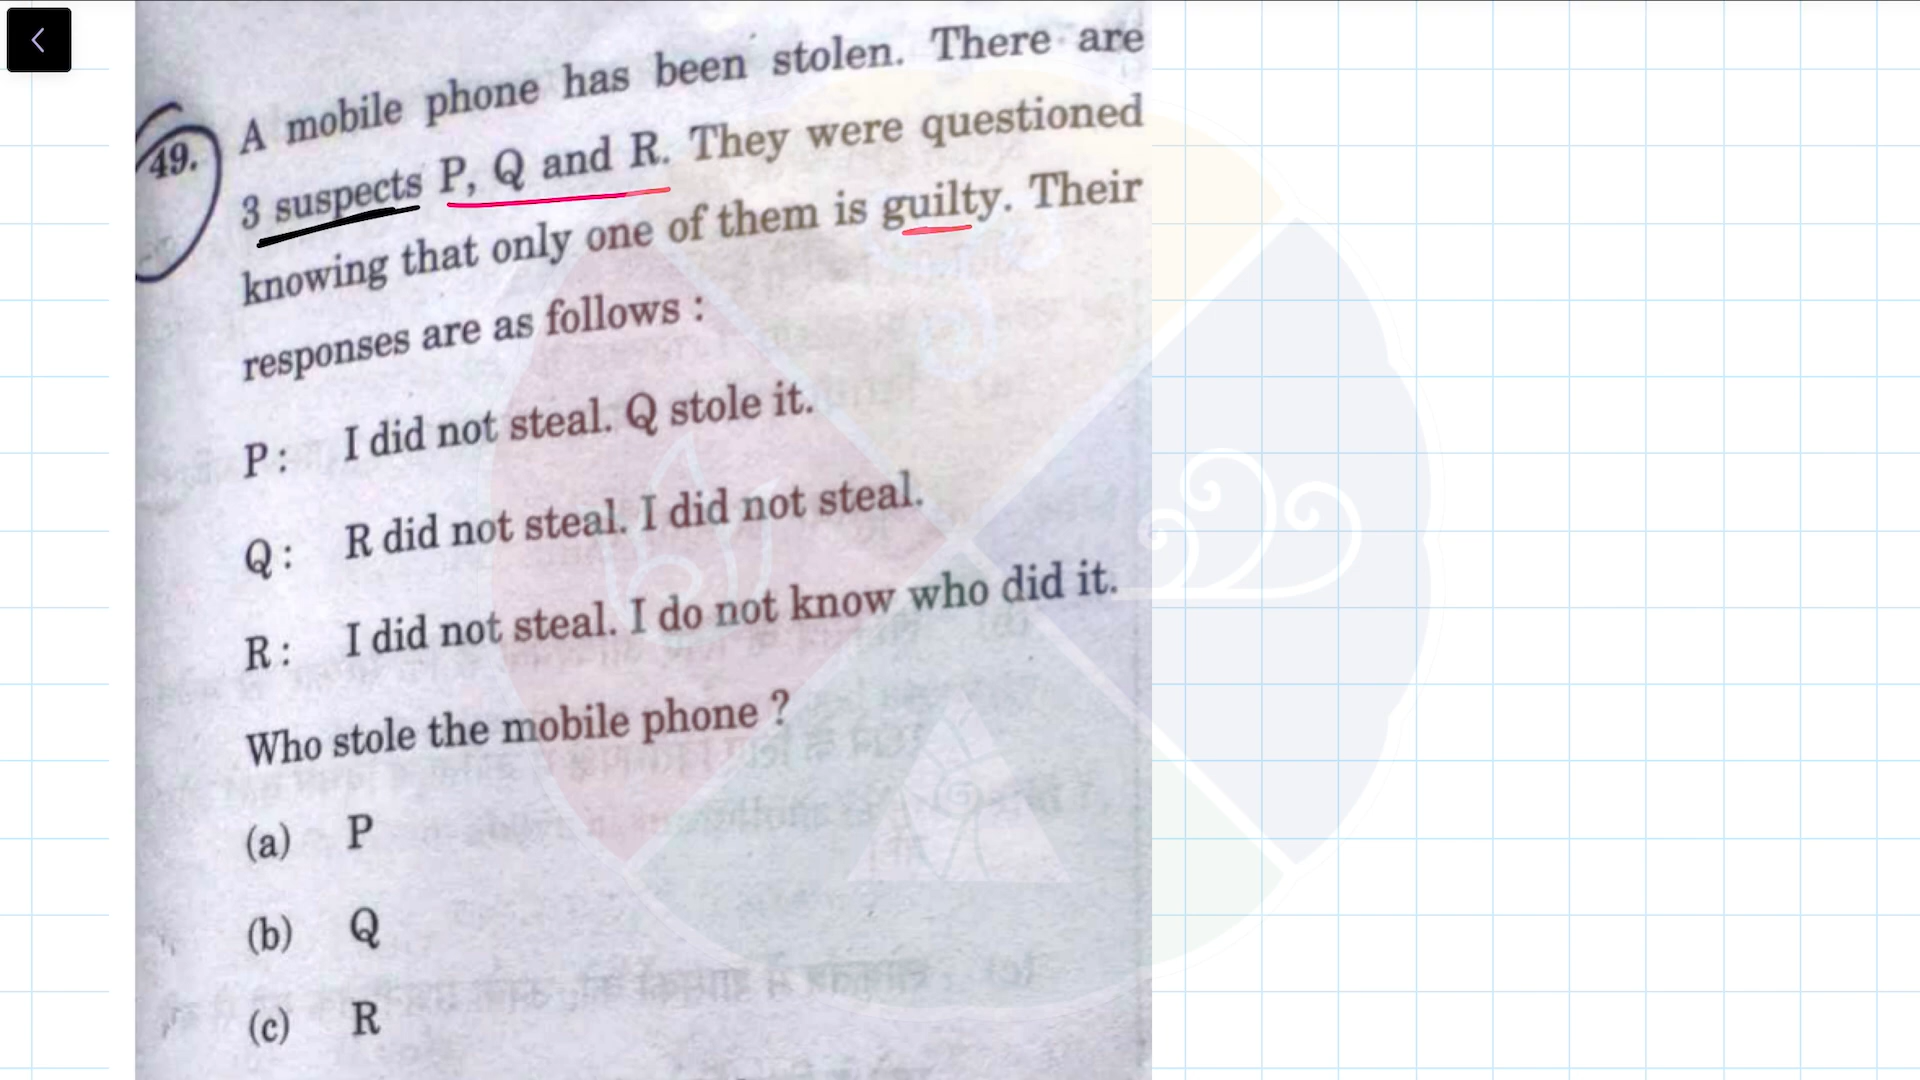 49. A mobile phone has been stolen. There are
3 suspects P, Q and R. They were questioned
knowing that only one of them is guilty. Their
responses are as follows :
P : I did not steal. Q stole it.
Q : R did not steal. I did not steal.
R : I did not steal. I do not know who did it.
Who stole the mobile phone ?
(a) P
(b) Q
(c) R